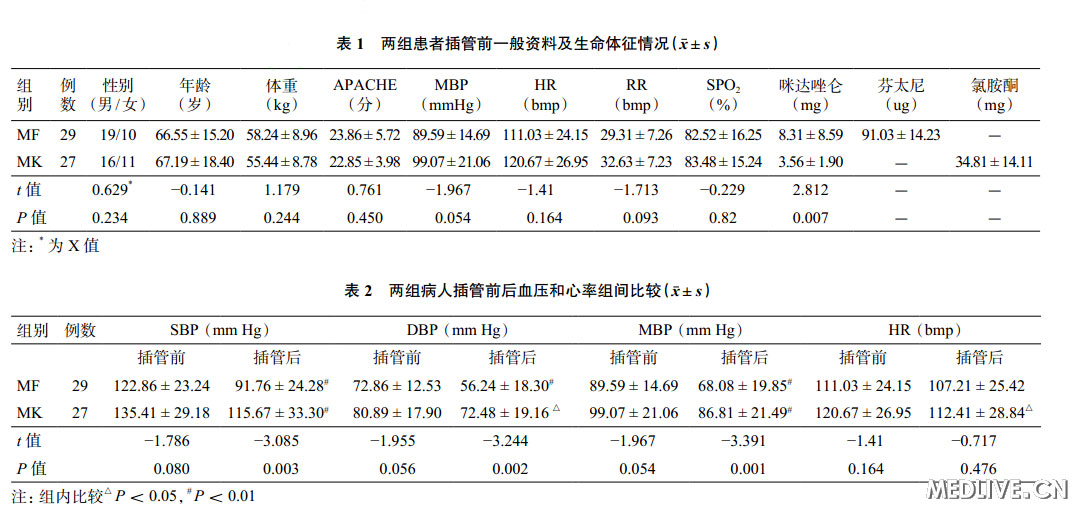 表 1 两组患者插管前一般资料及生命体征情况(x̄±s)
组别 例数 性别(男/女) 年龄(岁) 体重(kg) APACHE(分) MBP(mmHg) HR(bmp) RR(bmp) SPO₂(%) 咪达唑仑(mg) 芬太尼(ug) 氯胺酮(mg)
MF 29 19/10 66.55±15.20 58.24±8.96 23.86±5.72 89.59±14.69 111.03±24.15 29.31±7.26 82.52±16.25 8.31±8.59 91.03±14.23 —
MK 27 16/11 67.19±18.40 55.44±8.78 22.85±3.98 99.07±21.06 120.67±26.95 32.63±7.23 83.48±15.24 3.56±1.90 — 34.81±14.11
t 值 0.629* −0.141 1.179 0.761 −1.967 −1.41 −1.713 −0.229 2.812 — —
P 值 0.234 0.889 0.244 0.450 0.054 0.164 0.093 0.82 0.007 — —
注:*为 X 值
表 2 两组病人插管前后血压和心率组间比较(x̄±s)
组别 例数 SBP(mm Hg) DBP(mm Hg) MBP(mm Hg) HR(bmp)
插管前 插管后 插管前 插管后 插管前 插管后 插管前 插管后
MF 29 122.86±23.24 91.76±24.28# 72.86±12.53 56.24±18.30# 89.59±14.69 68.08±19.85# 111.03±24.15 107.21±25.42
MK 27 135.41±29.18 115.67±33.30# 80.89±17.90 72.48±19.16△ 99.07±21.06 86.81±21.49# 120.67±26.95 112.41±28.84△
t 值 −1.786 −3.085 −1.955 −3.244 −1.967 −3.391 −1.41 −0.717
P 值 0.080 0.003 0.056 0.002 0.054 0.001 0.164 0.476
注:组内比较△P<0.05,#P<0.01
MEDLIVE.CN